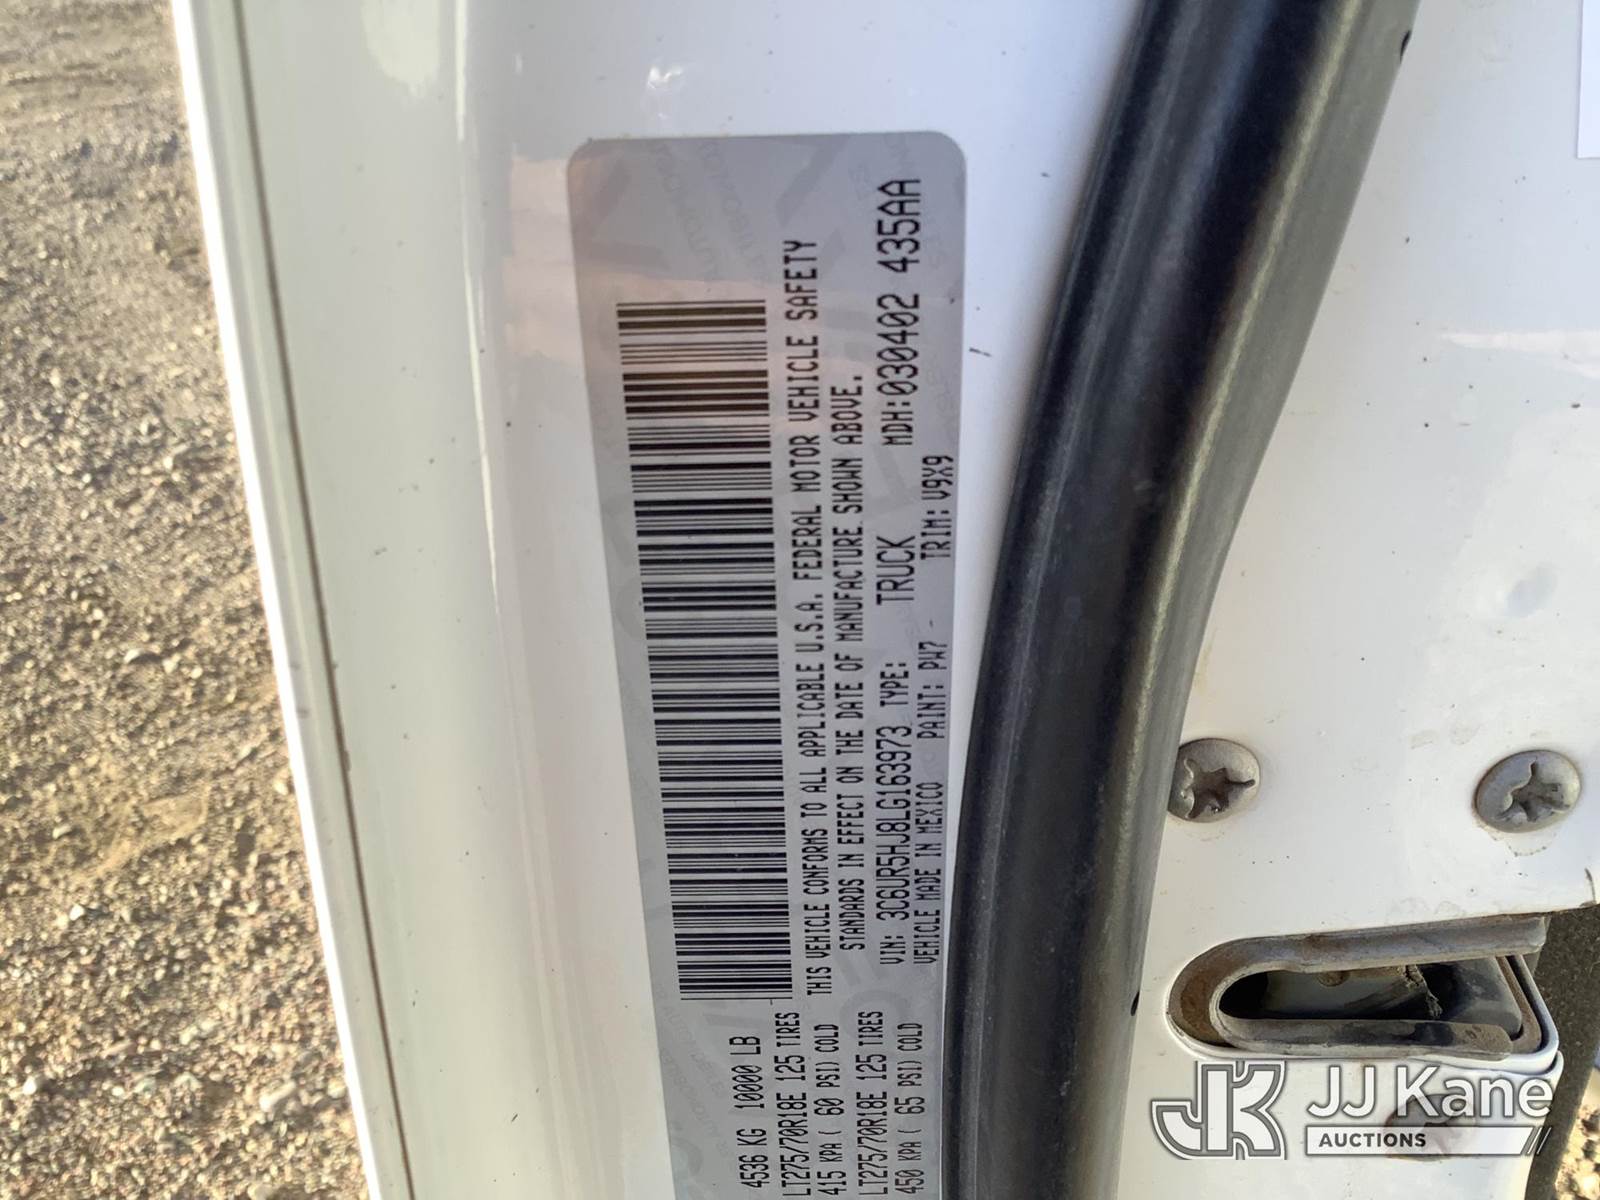 4536 KG 10000 LB
LT275/70R18E 125 TIRES
415 KPA ( 60 PSI) COLD
LT275/70R18E 125 TIRES
450 KPA ( 65 PSI) COLD
THIS VEHICLE CONFORMS TO ALL APPLICABLE U.S.A. FEDERAL MOTOR VEHICLE SAFETY
STANDARDS IN EFFECT ON THE DATE OF MANUFACTURE SHOWN ABOVE.
VIN: 3C6UR5HJ8LG163973 TYPE: TRUCK MDH:030402 435AA
VEHICLE MADE IN MEXICO PAINT: PW7 TRIM: V9X9
JJ Kane
AUCTIONS